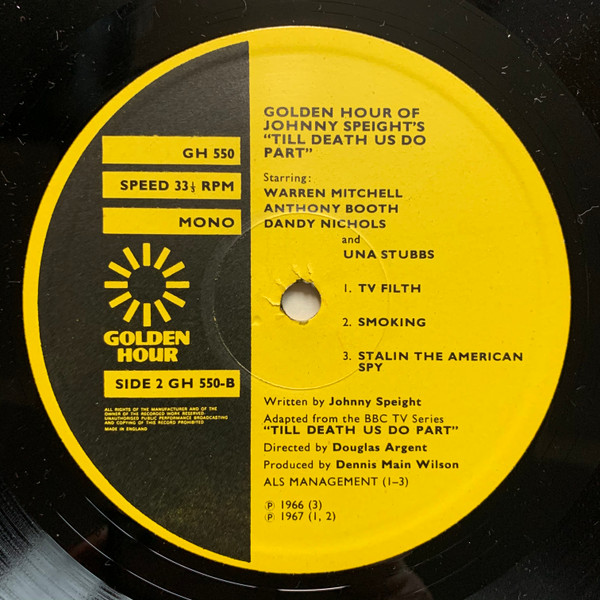 GH 550
SPEED 33⅓ RPM
MONO
GOLDEN
HOUR
SIDE 2 GH 550-B
ALL RIGHTS OF THE MANUFACTURER AND OF THE
OWNER OF THE RECORDED WORK RESERVED
UNAUTHORISED PUBLIC PERFORMANCE BROADCASTING
AND COPYING OF THIS RECORD PROHIBITED
MADE IN ENGLAND
GOLDEN HOUR OF
JOHNNY SPEIGHT'S
“TILL DEATH US DO
PART”
Starring:
WARREN MITCHELL
ANTHONY BOOTH
DANDY NICHOLS
and
UNA STUBBS
1. TV FILTH
2. SMOKING
3. STALIN THE AMERICAN
SPY
Written by Johnny Speight
Adapted from the BBC TV Series
“TILL DEATH US DO PART”
Directed by Douglas Argent
Produced by Dennis Main Wilson
ALS MANAGEMENT (1–3)
℗ 1966 (3)
℗ 1967 (1, 2)